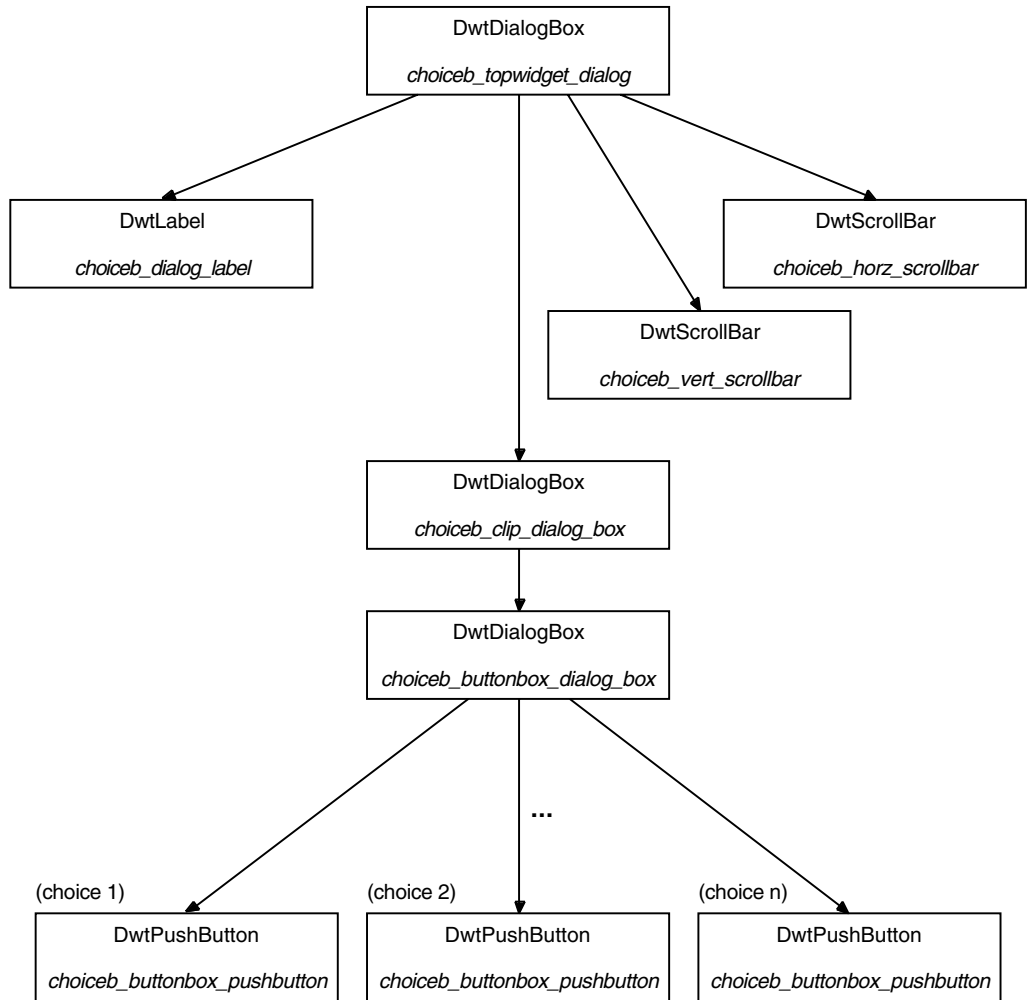 DwtDialogBox
choiceb_topwidget_dialog
DwtLabel
choiceb_dialog_label
DwtScrollBar
choiceb_horz_scrollbar
DwtScrollBar
choiceb_vert_scrollbar
DwtDialogBox
choiceb_clip_dialog_box
DwtDialogBox
choiceb_buttonbox_dialog_box
...
(choice 1)
DwtPushButton
choiceb_buttonbox_pushbutton
(choice 2)
DwtPushButton
choiceb_buttonbox_pushbutton
(choice n)
DwtPushButton
choiceb_buttonbox_pushbutton